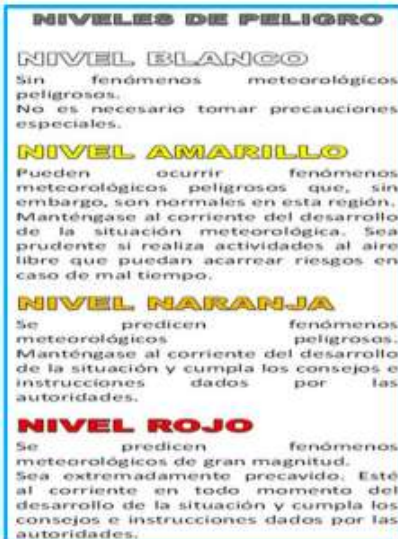 NIVELES DE PELIGRO
NIVEL BLANCO
Sin fenómenos meteorológicos
peligrosos.
No es necesario tomar precauciones
especiales.
NIVEL AMARILLO
Pueden ocurrir fenómenos
meteorológicos peligrosos que, sin
embargo, son normales en esta región.
Manténgase al corriente del desarrollo
de la situación meteorológica. Sea
prudente si realiza actividades al aire
libre que puedan acarrear riesgos en
caso de mal tiempo.
NIVEL NARANJA
Se predicen fenómenos
meteorológicos peligrosos.
Manténgase al corriente del desarrollo
de la situación y cumpla los consejos e
instrucciones dados por las
autoridades.
NIVEL ROJO
Se predicen fenómenos
meteorológicos de gran magnitud.
Sea extremadamente precavido. Esté
al corriente en todo momento del
desarrollo de la situación y cumpla los
consejos e instrucciones dados por las
autoridades.